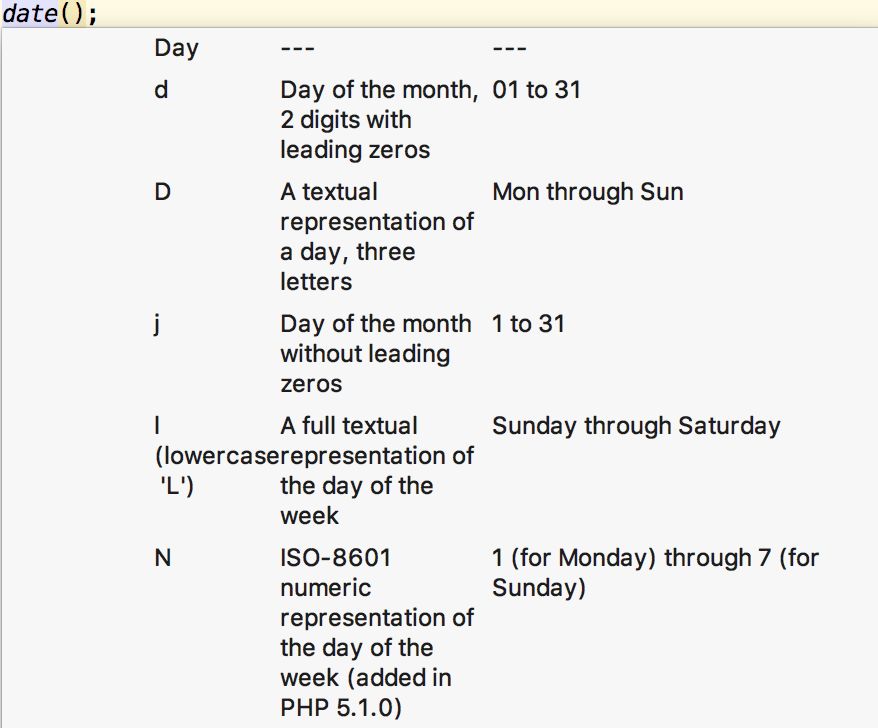 date();
Day --- ---
d Day of the month, 01 to 31
2 digits with
leading zeros
D A textual Mon through Sun
representation of
a day, three
letters
j Day of the month 1 to 31
without leading
zeros
l A full textual Sunday through Saturday
(lowercase representation of
'L') the day of the
week
N ISO-8601 1 (for Monday) through 7 (for
numeric Sunday)
representation of
the day of the
week (added in
PHP 5.1.0)